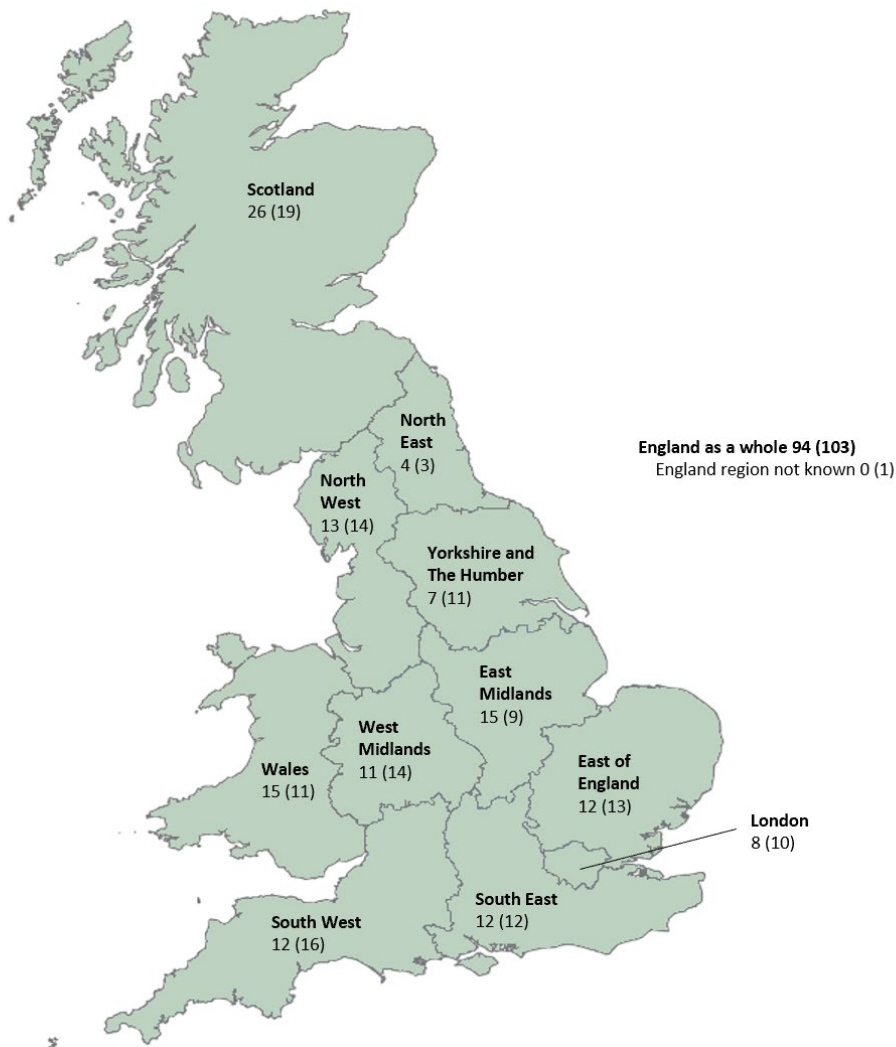 Scotland
26 (19)
North
East
4 (3)
England as a whole 94 (103)
England region not known 0 (1)
North
West
13 (14)
Yorkshire and
The Humber
7 (11)
East
Midlands
15 (9)
West
Midlands
11 (14)
Wales
15 (11)
East of
England
12 (13)
London
8 (10)
South East
12 (12)
South West
12 (16)